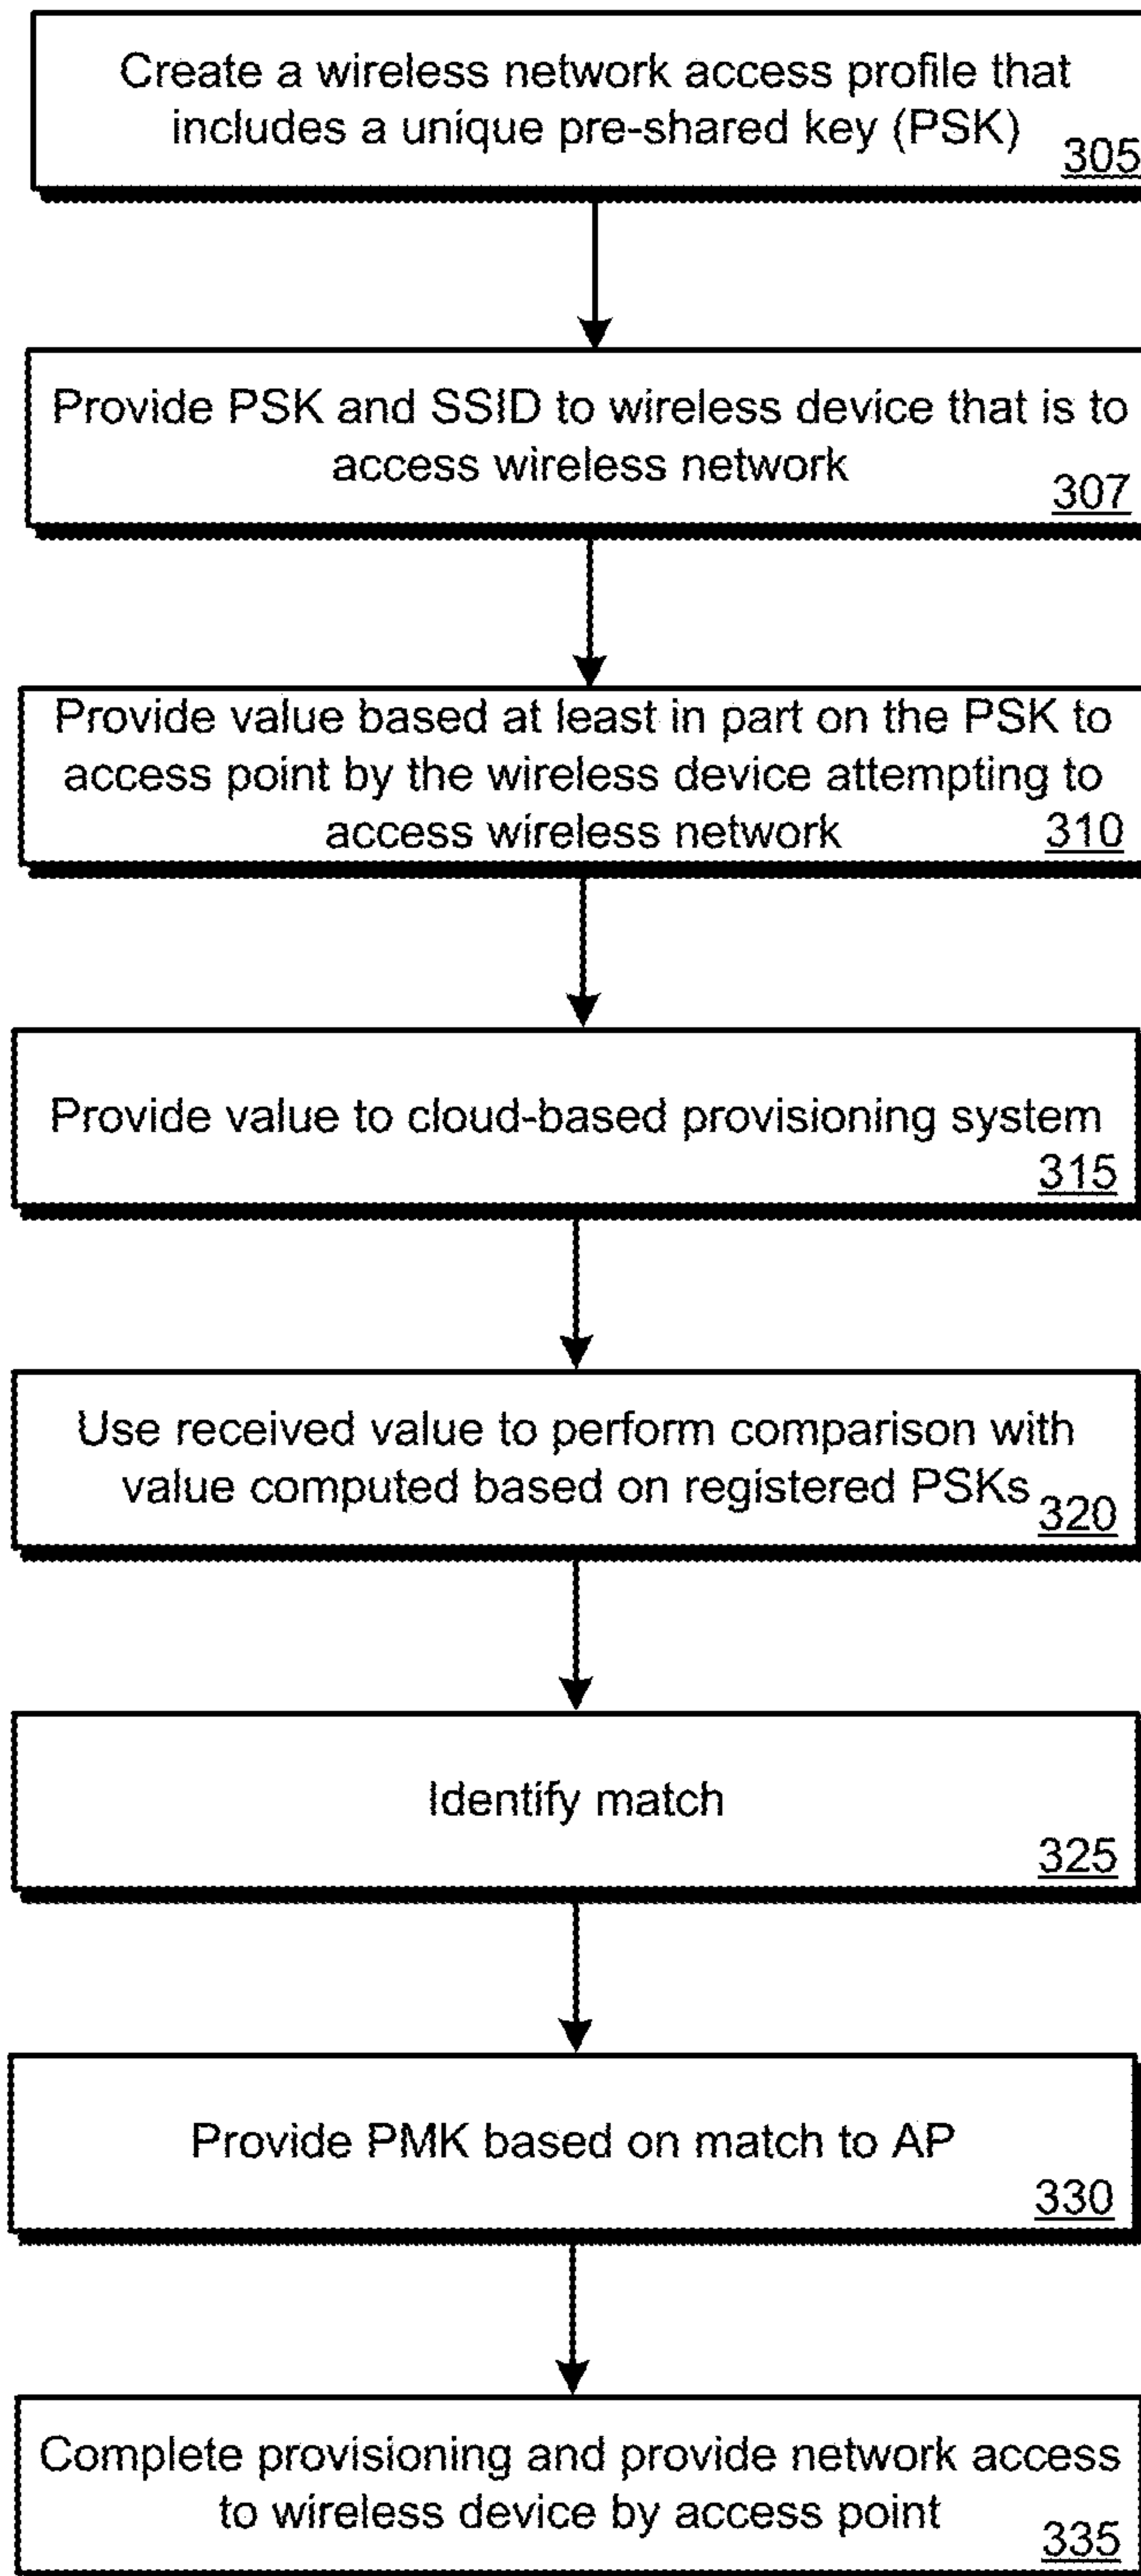 Create a wireless network access profile that
includes a unique pre-shared key (PSK)
305
Provide PSK and SSID to wireless device that is to
access wireless network
307
Provide value based at least in part on the PSK to
access point by the wireless device attempting to
access wireless network
310
Provide value to cloud-based provisioning system
315
Use received value to perform comparison with
value computed based on registered PSKs
320
Identify match
325
Provide PMK based on match to AP
330
Complete provisioning and provide network access
to wireless device by access point
335